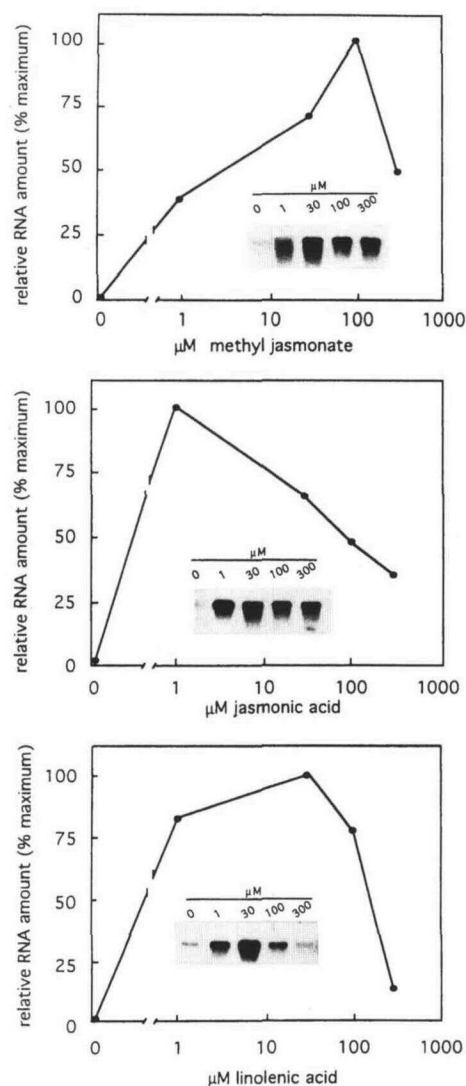 relative RNA amount (% maximum)
100
75
50
25
0
μM
0 1 30 100 300
0 1 10 100 1000
μM methyl jasmonate
relative RNA amount (% maximum)
100
75
50
25
0
μM
0 1 30 100 300
0 1 10 100 1000
μM jasmonic acid
relative RNA amount (% maximum)
100
75
50
25
0
μM
0 1 30 100 300
0 1 10 100 1000
μM linolenic acid